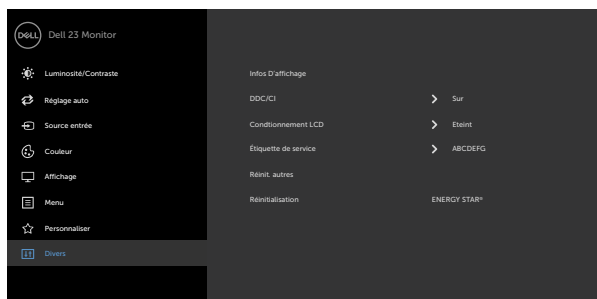 DELL Dell 23 Monitor
Luminosité/Contraste
Réglage auto
Source entrée
Couleur
Affichage
Menu
Personnaliser
Divers
Infos D'affichage
DDC/CI > Sur
Condtionnement LCD > Eteint
Étiquette de service > ABCDEFG
Réinit. autres
Réinitialisation ENERGY STAR®